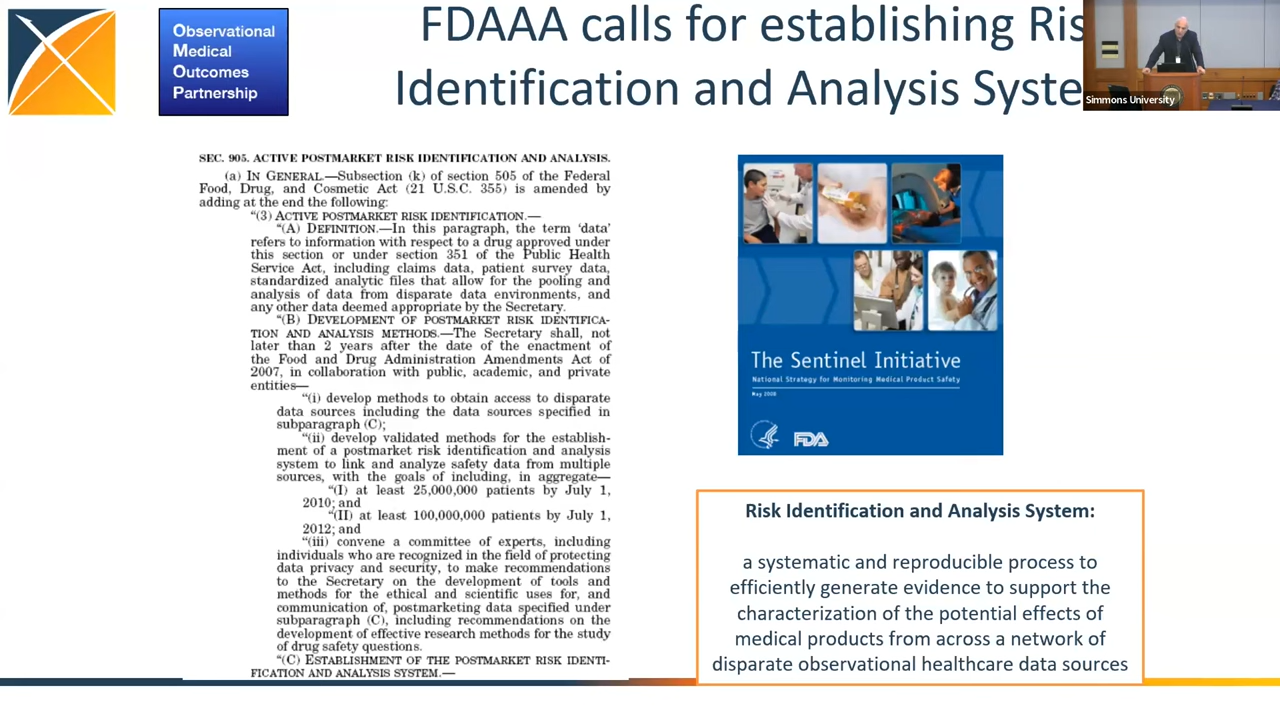 Observational
Medical
Outcomes
Partnership
FDAAA calls for establishing Ris
Identification and Analysis Syste
Simmons University
SEC. 905. ACTIVE POSTMARKET RISK IDENTIFICATION AND ANALYSIS.
(a) IN GENERAL.—Subsection (k) of section 505 of the Federal
Food, Drug, and Cosmetic Act (21 U.S.C. 355) is amended by
adding at the end the following:
“(3) ACTIVE POSTMARKET RISK IDENTIFICATION.—
“(A) DEFINITION.—In this paragraph, the term ‘data’
refers to information with respect to a drug approved under
this section or under section 351 of the Public Health
Service Act, including claims data, patient survey data,
standardized analytic files that allow for the pooling and
analysis of data from disparate data environments, and
any other data deemed appropriate by the Secretary.
“(B) DEVELOPMENT OF POSTMARKET RISK IDENTIFICA-
TION AND ANALYSIS METHODS.—The Secretary shall, not
later than 2 years after the date of the enactment of
the Food and Drug Administration Amendments Act of
2007, in collaboration with public, academic, and private
entities—
“(i) develop methods to obtain access to disparate
data sources including the data sources specified in
subparagraph (C);
“(ii) develop validated methods for the establish-
ment of a postmarket risk identification and analysis
system to link and analyze safety data from multiple
sources, with the goals of including, in aggregate—
“(I) at least 25,000,000 patients by July 1,
2010; and
“(II) at least 100,000,000 patients by July 1,
2012; and
“(iii) convene a committee of experts, including
individuals who are recognized in the field of protecting
data privacy and security, to make recommendations
to the Secretary on the development of tools and
methods for the ethical and scientific uses for, and
communication of, postmarketing data specified under
subparagraph (C), including recommendations on the
development of effective research methods for the study
of drug safety questions.
“(C) ESTABLISHMENT OF THE POSTMARKET RISK IDENTI-
FICATION AND ANALYSIS SYSTEM.—
The Sentinel Initiative
National Strategy for Monitoring Medical Product Safety
May 2008
FDA
Risk Identification and Analysis System:
a systematic and reproducible process to
efficiently generate evidence to support the
characterization of the potential effects of
medical products from across a network of
disparate observational healthcare data sources